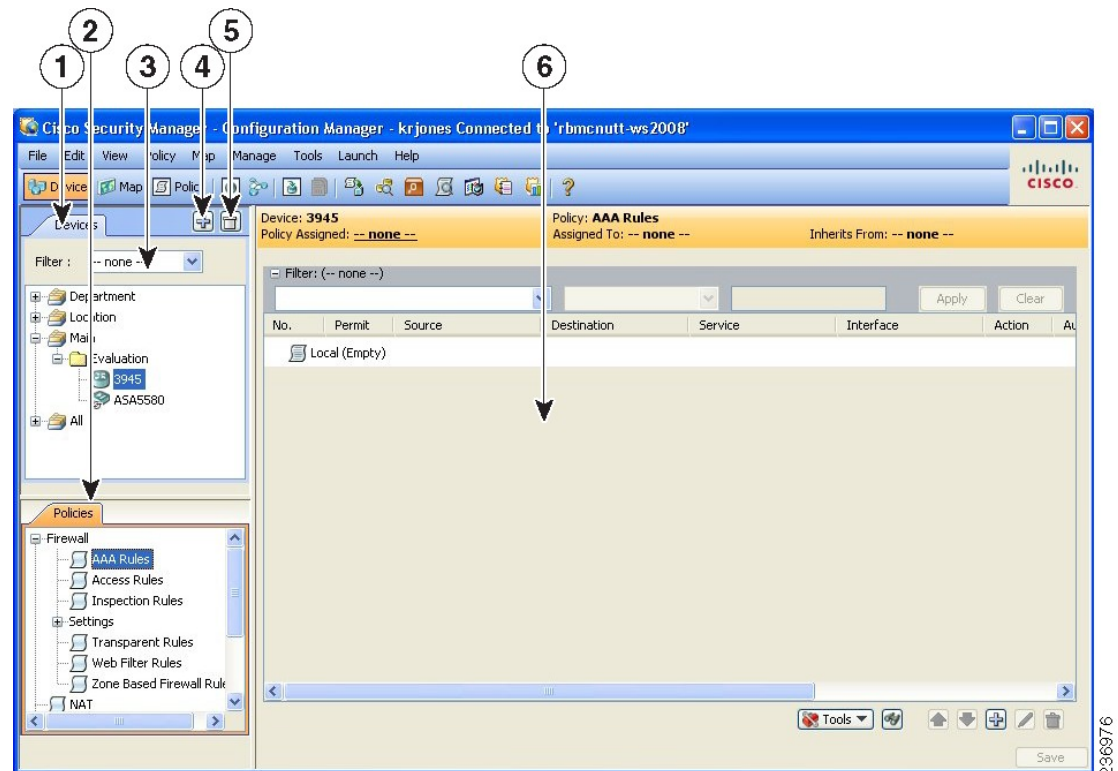 2
5
1
3
4
6
Cisco Security Manager - Configuration Manager - krjones Connected to 'rbmcnutt-ws2008'
File Edit View Policy Map Manage Tools Launch Help
Device Map Polic
CISCO
Devices
Device: 3945
Policy: AAA Rules
Policy Assigned: -- none --
Assigned To: -- none --
Inherits From: -- none --
Filter : -- none --
Filter: (-- none --)
Apply Clear
No. Permit Source Destination Service Interface Action Au
Local (Empty)
Department
Location
Main
Evaluation
3945
ASA5580
All
Policies
Firewall
AAA Rules
Access Rules
Inspection Rules
Settings
Transparent Rules
Web Filter Rules
Zone Based Firewall Rule
NAT
Tools
Save
236976